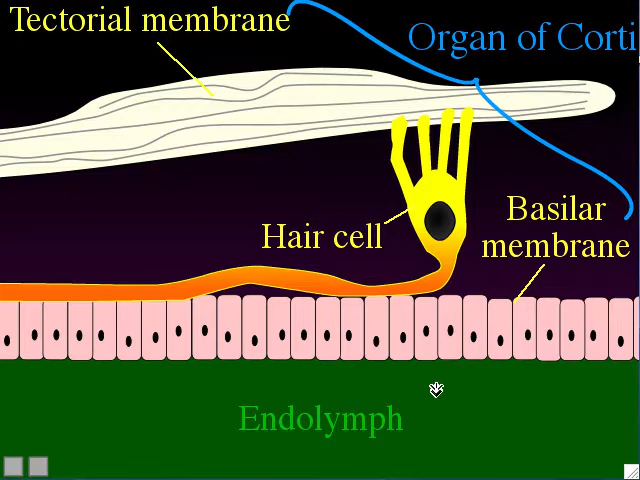 Tectorial membrane
Organ of Corti
Hair cell
Basilar
membrane
Endolymph